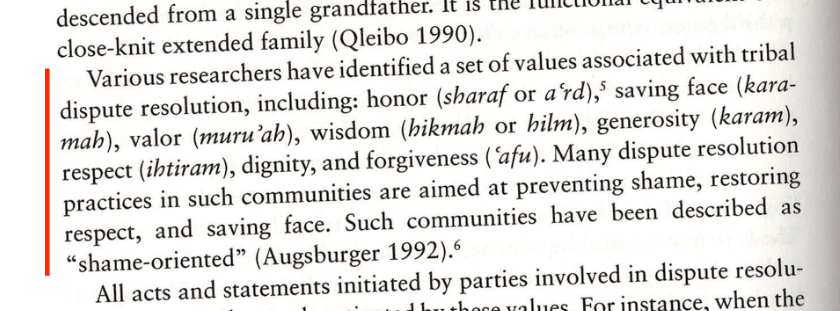 descended from a single grandfather. It is the functional
close-knit extended family (Qleibo 1990).
Various researchers have identified a set of values associated with tribal
dispute resolution, including: honor (sharaf or a‘rd),⁵ saving face (kara-
mah), valor (muru’ah), wisdom (hikmah or hilm), generosity (karam),
respect (ihtiram), dignity, and forgiveness (‘afu). Many dispute resolution
practices in such communities are aimed at preventing shame, restoring
respect, and saving face. Such communities have been described as
“shame-oriented” (Augsburger 1992).⁶
All acts and statements initiated by parties involved in dispute resolu-
by these values. For instance, when the